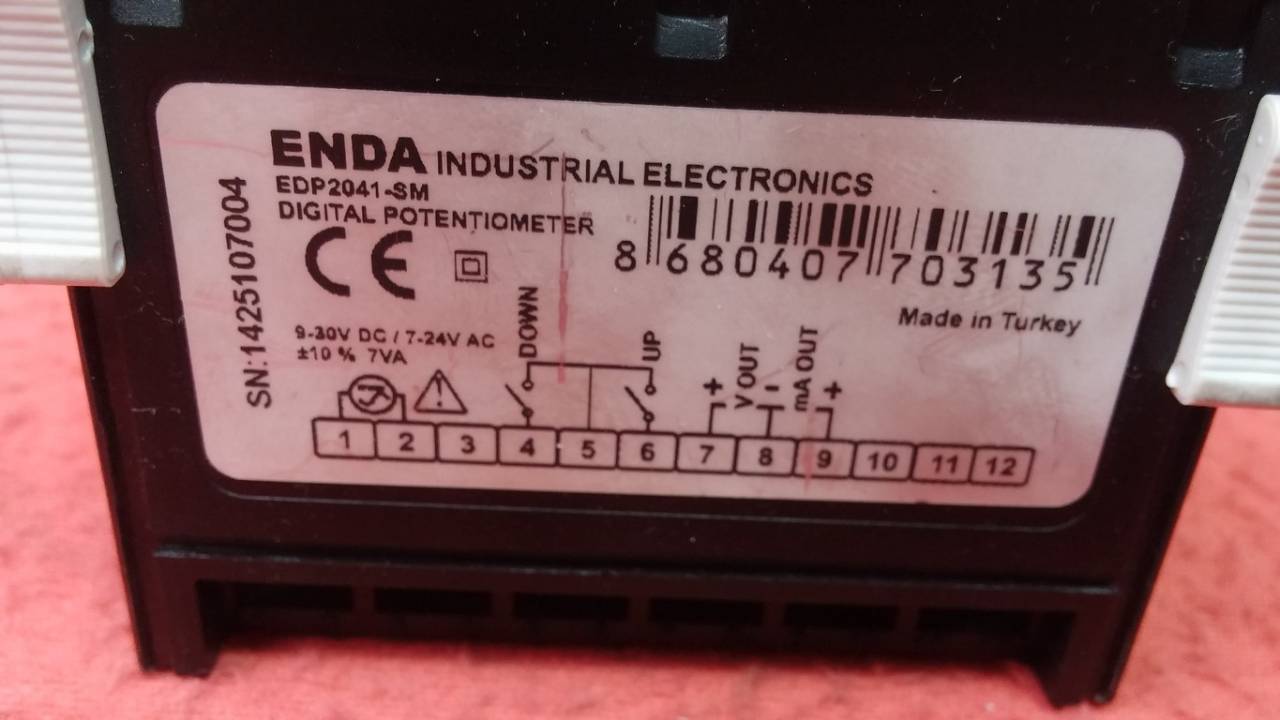 ENDA INDUSTRIAL ELECTRONICS
EDP2041-SM
DIGITAL POTENTIOMETER
CE
8 680407 703135
Made in Turkey
SN:1425107004
9-30V DC / 7-24V AC
±10 % 7VA
DOWN
UP
+ V OUT - mA OUT +
1 2 3 4 5 6 7 8 9 10 11 12